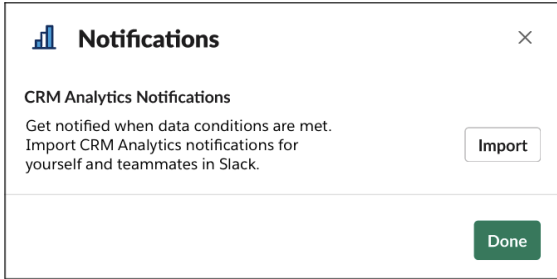 Notifications
CRM Analytics Notifications
Get notified when data conditions are met.
Import CRM Analytics notifications for
yourself and teammates in Slack.
Import
Done